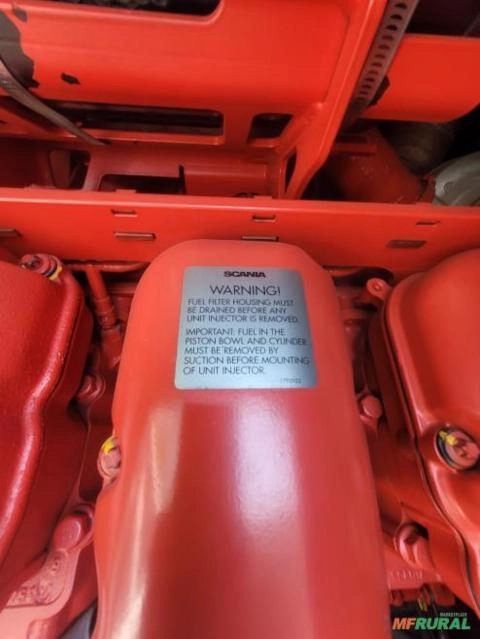 SCANIA
WARNING!
FUEL FILTER HOUSING MUST
BE DRAINED BEFORE ANY
UNIT INJECTOR IS REMOVED.
IMPORTANT: FUEL IN THE
PISTON BOWL AND CYLINDER
MUST BE REMOVED BY
SUCTION BEFORE MOUNTING
OF UNIT INJECTOR.
MARKETPLACE
MFRURAL